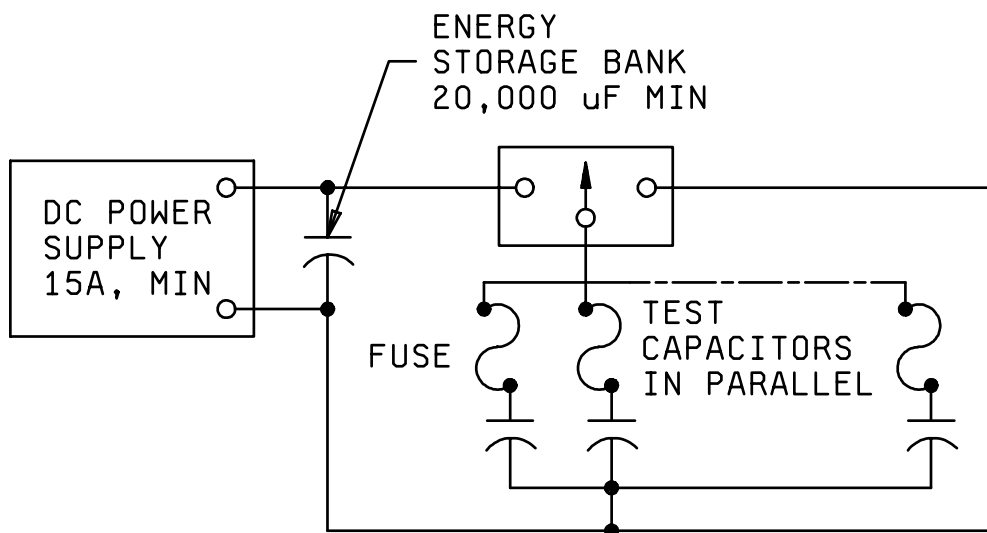 ENERGY
STORAGE BANK
20,000 uF MIN
DC POWER
SUPPLY
15A, MIN
FUSE
TEST
CAPACITORS
IN PARALLEL